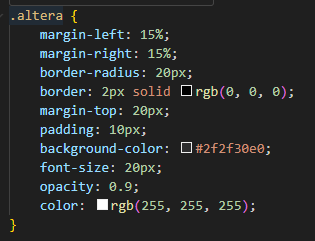 .altera {
margin-left: 15%;
margin-right: 15%;
border-radius: 20px;
border: 2px solid rgb(0, 0, 0);
margin-top: 20px;
padding: 10px;
background-color: #2f2f30e0;
font-size: 20px;
opacity: 0.9;
color: rgb(255, 255, 255);
}